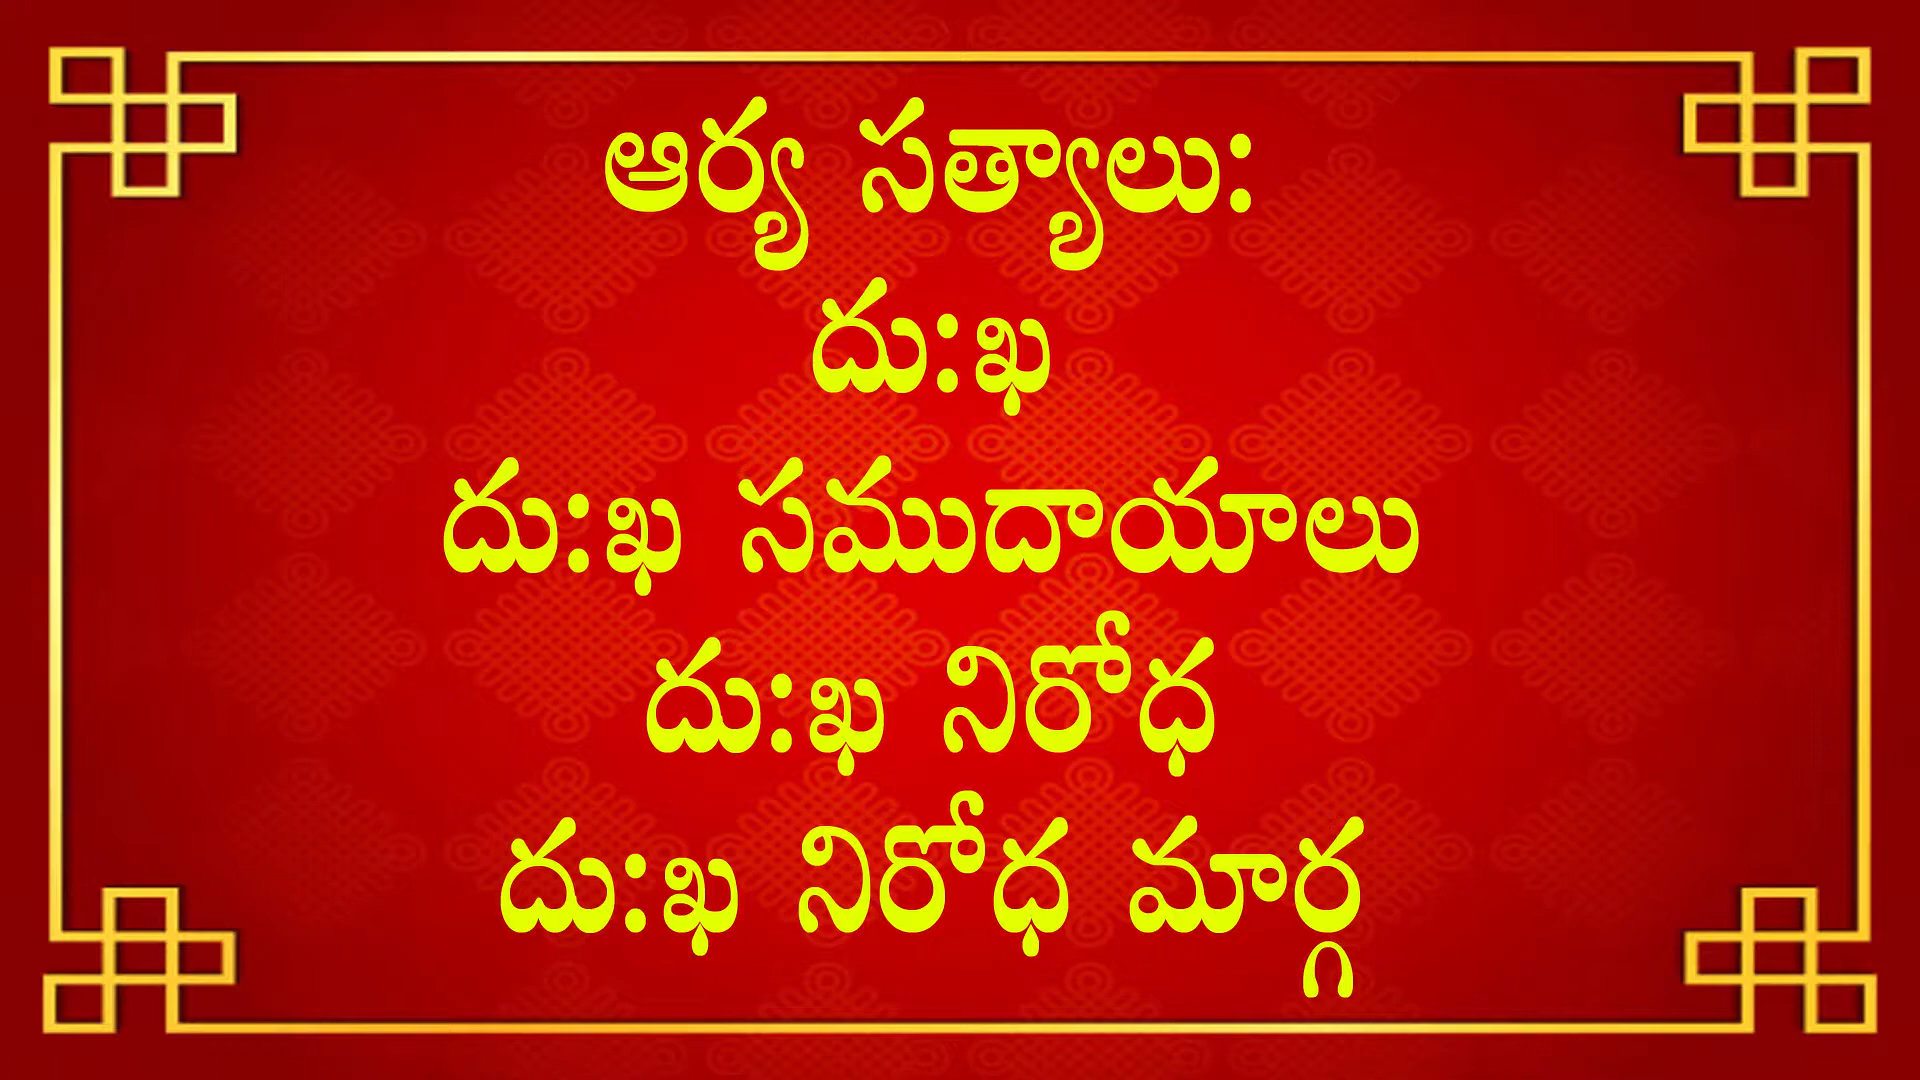 ఆర్య సత్యాలు:
దు:ఖ
దు:ఖ సముదాయాలు
దు:ఖ నిరోధ
దు:ఖ నిరోధ మార్గ